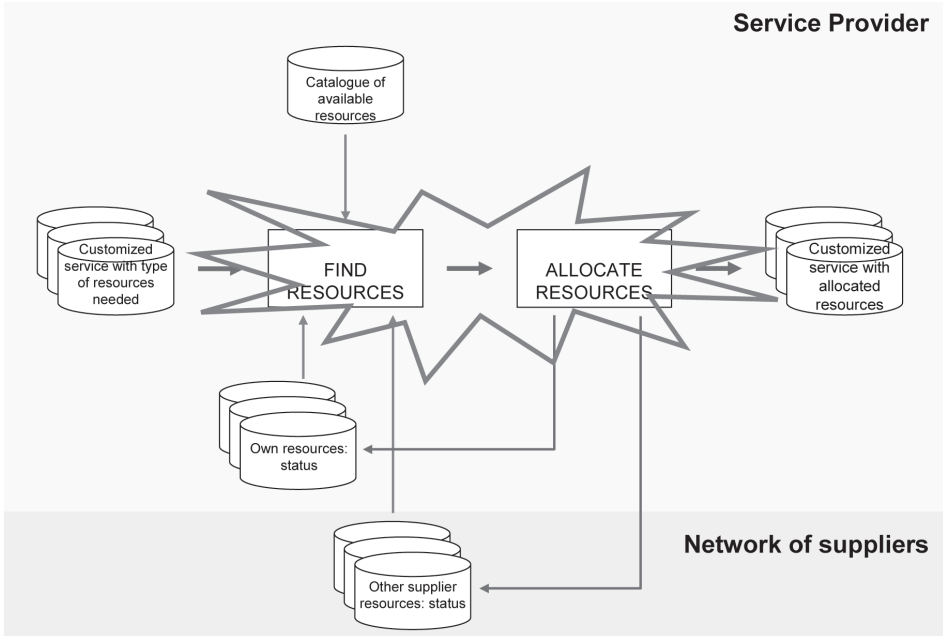 Service Provider
Catalogue of
available
resources
Customized
service with type
of resources
needed
FIND
RESOURCES
ALLOCATE
RESOURCES
Customized
service with
allocated
resources
Own resources:
status
Network of suppliers
Other supplier
resources: status